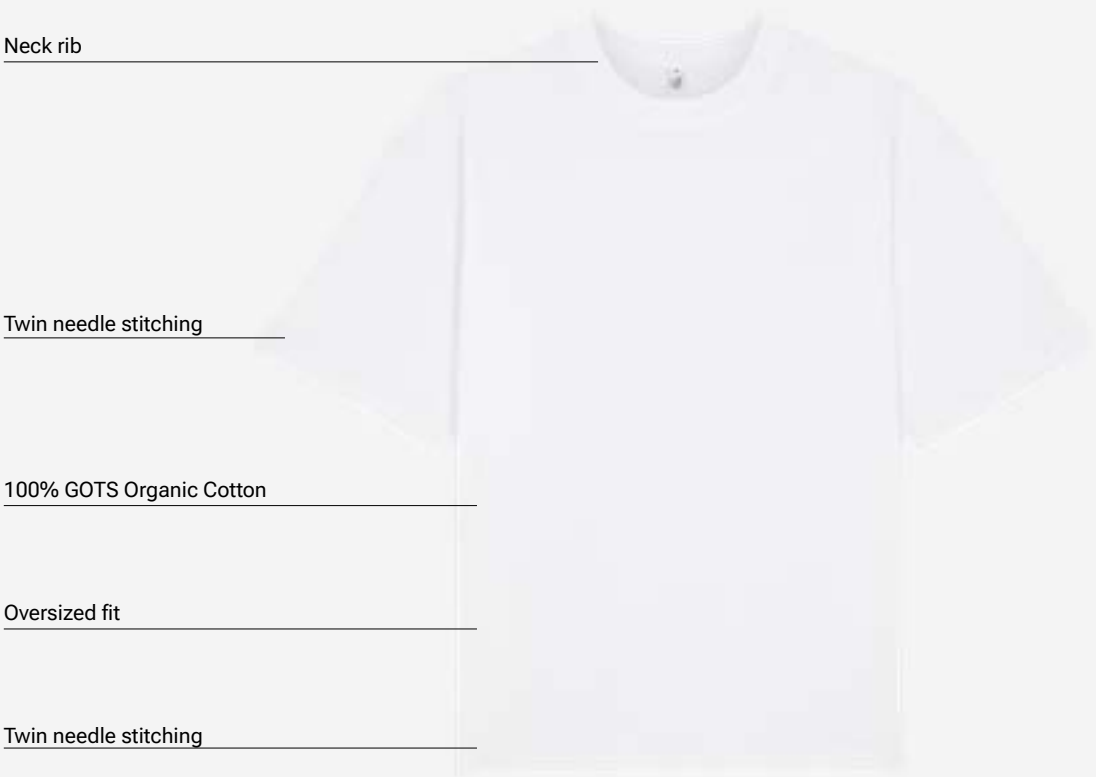 Neck rib
Twin needle stitching
100% GOTS Organic Cotton
Oversized fit
Twin needle stitching